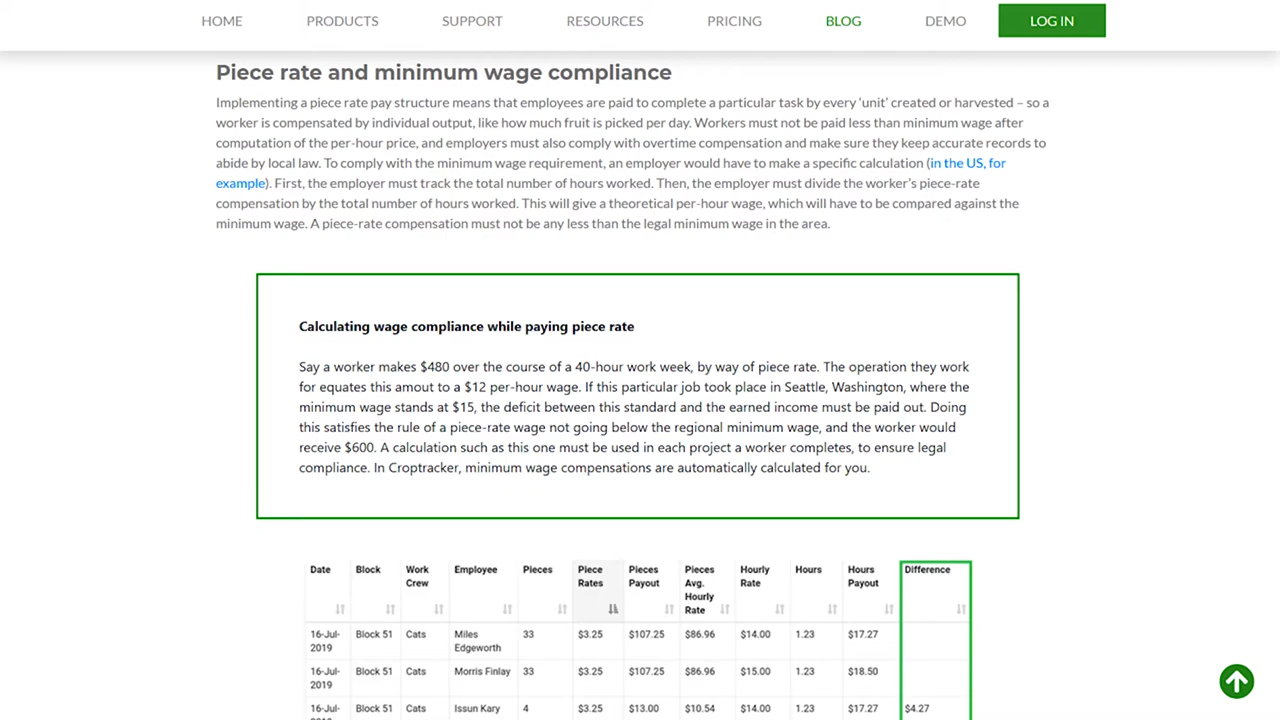 HOME PRODUCTS SUPPORT RESOURCES PRICING BLOG DEMO LOG IN
Piece rate and minimum wage compliance
Implementing a piece rate pay structure means that employees are paid to complete a particular task by every ‘unit’ created or harvested – so a
worker is compensated by individual output, like how much fruit is picked per day. Workers must not be paid less than minimum wage after
computation of the per-hour price, and employers must also comply with overtime compensation and make sure they keep accurate records to
abide by local law. To comply with the minimum wage requirement, an employer would have to make a specific calculation (in the US, for
example). First, the employer must track the total number of hours worked. Then, the employer must divide the worker’s piece-rate
compensation by the total number of hours worked. This will give a theoretical per-hour wage, which will have to be compared against the
minimum wage. A piece-rate compensation must not be any less than the legal minimum wage in the area.
Calculating wage compliance while paying piece rate
Say a worker makes $480 over the course of a 40-hour work week, by way of piece rate. The operation they work
for equates this amout to a $12 per-hour wage. If this particular job took place in Seattle, Washington, where the
minimum wage stands at $15, the deficit between this standard and the earned income must be paid out. Doing
this satisfies the rule of a piece-rate wage not going below the regional minimum wage, and the worker would
receive $600. A calculation such as this one must be used in each project a worker completes, to ensure legal
compliance. In Croptracker, minimum wage compensations are automatically calculated for you.
Date Block Work Employee Pieces Piece Pieces Pieces Hourly Hours Hours Difference
Crew Rates Payout Avg. Rate Payout
Hourly
Rate
16-Jul- Block 51 Cats Miles 33 $3.25 $107.25 $86.96 $14.00 1.23 $17.27
2019 Edgeworth
16-Jul- Block 51 Cats Morris Finlay 33 $3.25 $107.25 $86.96 $15.00 1.23 $18.50
2019
16-Jul- Block 51 Cats Issun Kary 4 $3.25 $13.00 $10.54 $14.00 1.23 $17.27 $4.27